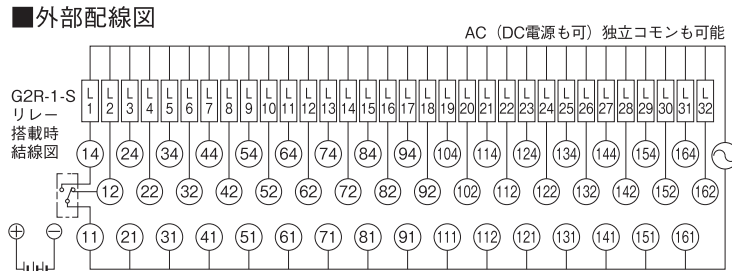 ■外部配線図
AC（DC電源も可）独立コモンも可能
G2R-1-S
リレー
搭載時
結線図
L1 L2 L3 L4 L5 L6 L7 L8 L9 L10 L11 L12 L13 L14 L15 L16 L17 L18 L19 L20 L21 L22 L23 L24 L25 L26 L27 L28 L29 L30 L31 L32
14 24 34 44 54 64 74 84 94 104 114 124 134 144 154 164
12 22 32 42 52 62 72 82 92 102 112 122 132 142 152 162
11 21 31 41 51 61 71 81 91 111 112 121 131 141 151 161
⊕ ⊖